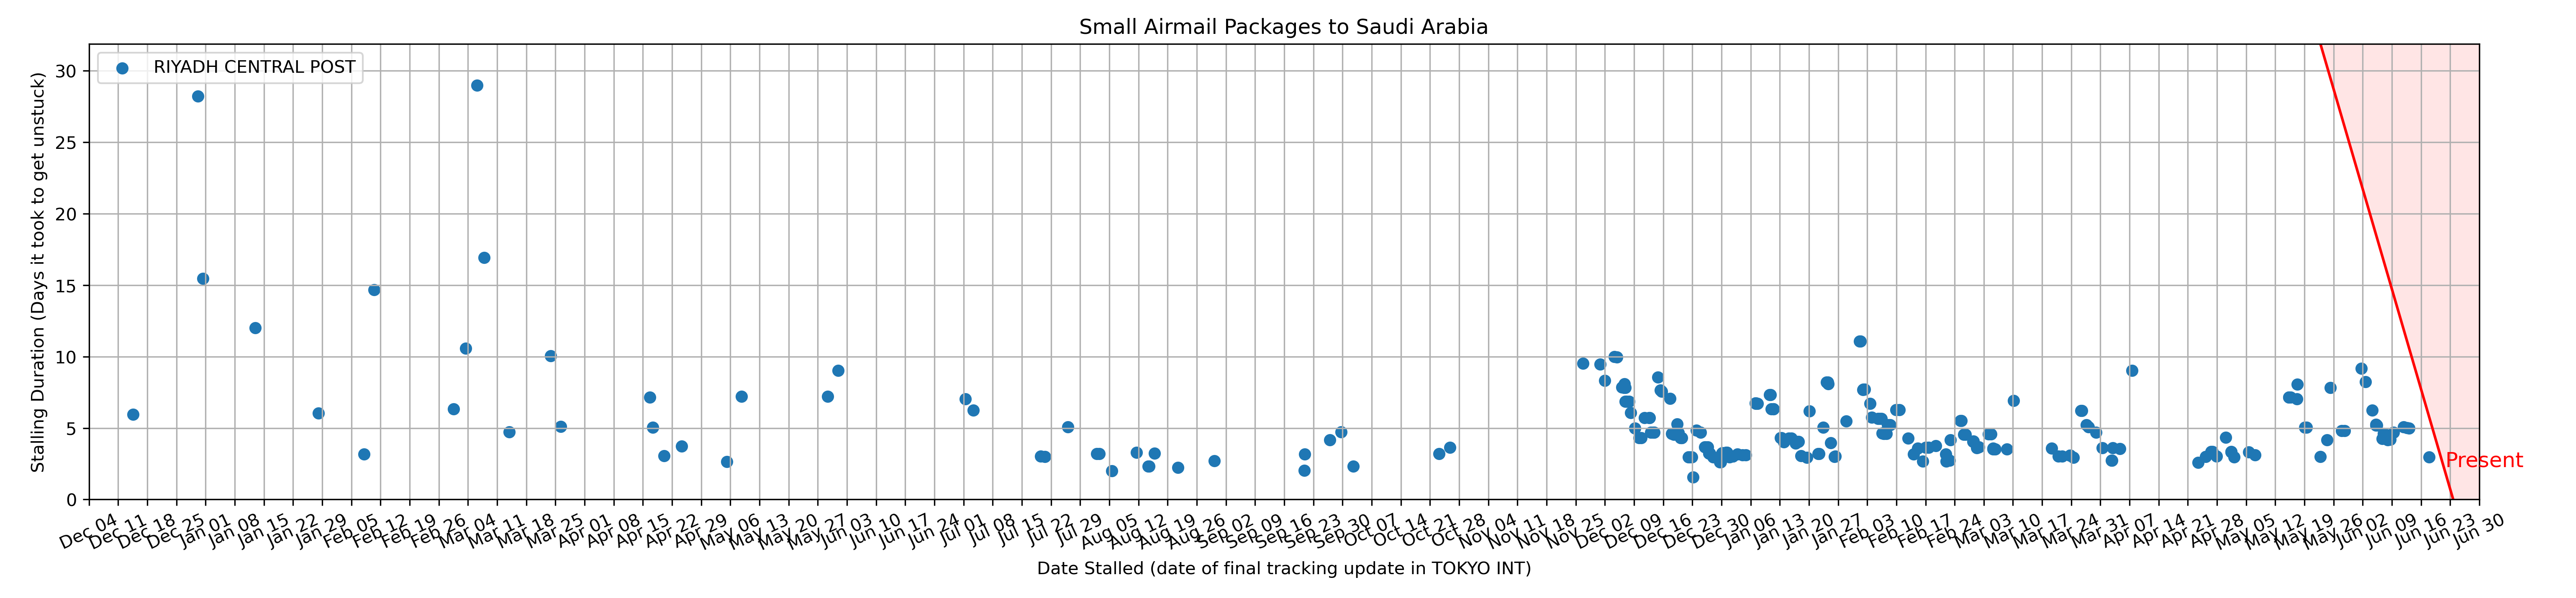 Small Airmail Packages to Saudi Arabia
RIYADH CENTRAL POST
Stalling Duration (Days it took to get unstuck)
30
25
20
15
10
5
0
Present
Dec 04
Dec 11
Dec 18
Dec 25
Jan 01
Jan 08
Jan 15
Jan 22
Jan 29
Feb 05
Feb 12
Feb 19
Feb 26
Mar 04
Mar 11
Mar 18
Mar 25
Apr 01
Apr 08
Apr 15
Apr 22
Apr 29
May 06
May 13
May 20
May 27
Jun 03
Jun 10
Jun 17
Jun 24
Jul 01
Jul 08
Jul 15
Jul 22
Jul 29
Aug 05
Aug 12
Aug 19
Aug 26
Sep 02
Sep 09
Sep 16
Sep 23
Sep 30
Oct 07
Oct 14
Oct 21
Oct 28
Nov 04
Nov 11
Nov 18
Nov 25
Dec 02
Dec 09
Dec 16
Dec 23
Dec 30
Jan 06
Jan 13
Jan 20
Jan 27
Feb 03
Feb 10
Feb 17
Feb 24
Mar 03
Mar 10
Mar 17
Mar 24
Mar 31
Apr 07
Apr 14
Apr 21
Apr 28
May 05
May 12
May 19
May 26
Jun 02
Jun 09
Jun 16
Jun 23
Jun 30
Date Stalled (date of final tracking update in TOKYO INT)